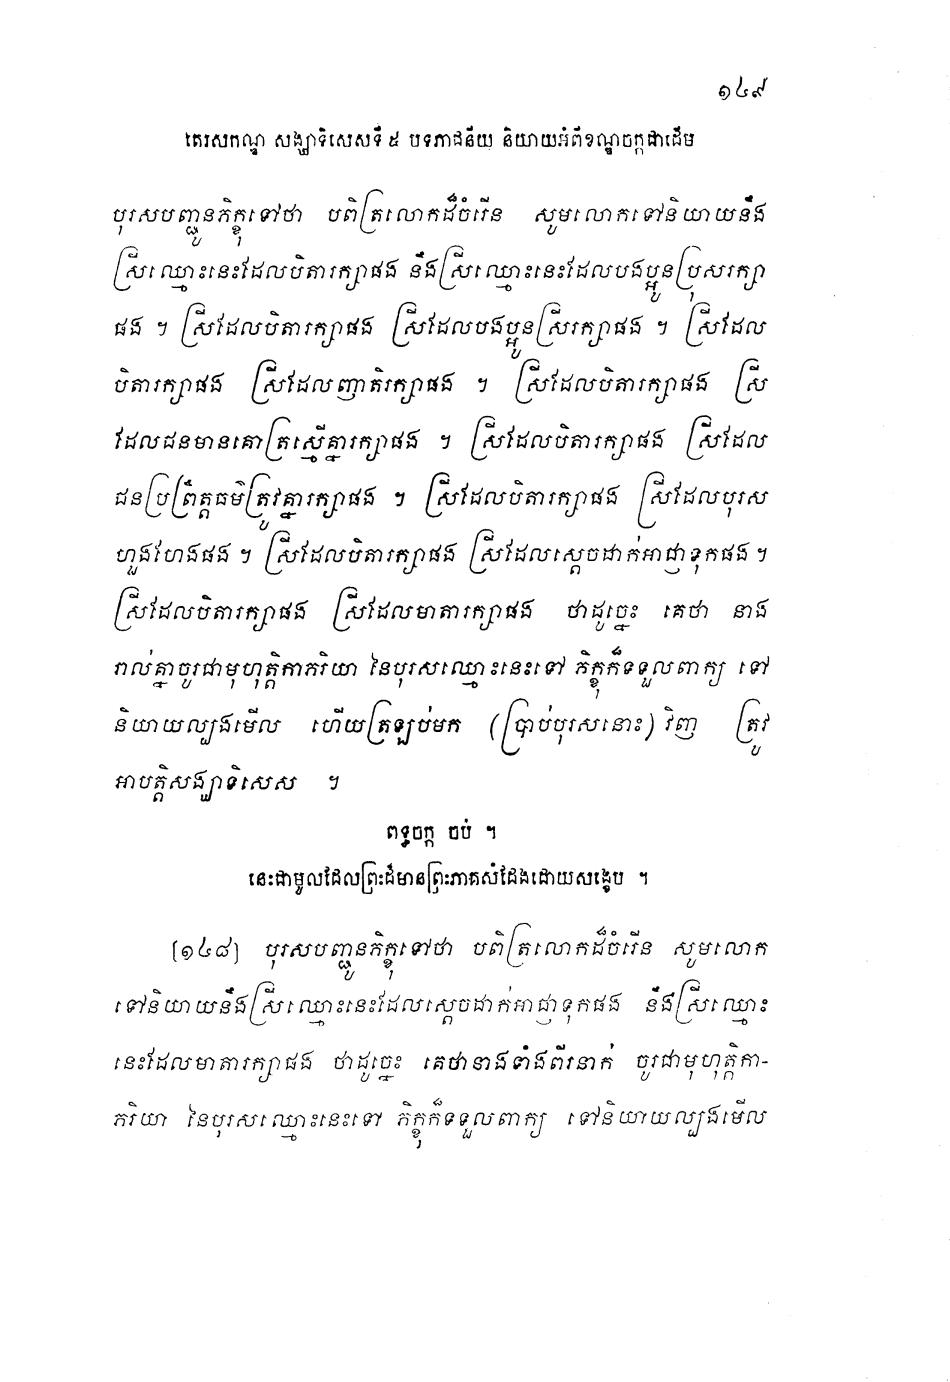 ១៤៩
តេរសកណ្ឌ សង្ឃាទិសេសទី ៥ បទភាជនីយ និយាយអំពីខណ្ឌចក្កជាដើម
បុរសបញ្ជូនភិក្ខុទៅថា បពិត្រលោកដ៏ចំរើន សូមលោកទៅនិយាយនឹង
ស្រីឈ្មោះនេះដែលបិតារក្សាផង នឹងស្រីឈ្មោះនេះដែលបងប្អូនប្រុសរក្សា
ផង ។ ស្រីដែលបិតារក្សាផង ស្រីដែលបងប្អូនស្រីរក្សាផង ។ ស្រីដែល
បិតារក្សាផង ស្រីដែលញាតិរក្សាផង ។ ស្រីដែលបិតារក្សាផង ស្រី
ដែលជនមានគោត្រស្មើគ្នារក្សាផង ។ ស្រីដែលបិតារក្សាផង ស្រីដែល
ជនប្រព្រឹត្តធម៌ត្រូវគ្នារក្សាផង ។ ស្រីដែលបិតារក្សាផង ស្រីដែលបុរស
ហួងហែងផង ។ ស្រីដែលបិតារក្សាផង ស្រីដែលស្តេចដាក់អាជ្ញាទុកផង ។
ស្រីដែលបិតារក្សាផង ស្រីដែលមាតារក្សាផង ថាដូច្នេះ គេថា នាង
រាល់គ្នាចូរជាមុហុត្តិកាភរិយា នៃបុរសឈ្មោះនេះទៅ ភិក្ខុក៏ទទួលពាក្យ ទៅ
និយាយល្បងមើល ហើយត្រឡប់មក (ប្រាប់បុរសនោះ) វិញ ត្រូវ
អាបត្តិសង្ឃាទិសេស ។
ពទ្ធចក្ក ចប់ ។
នេះជាមូលដែលព្រះដ៏មានព្រះភាគសំដែងដោយសង្ខេប ។
[១៤៨] បុរសបញ្ជូនភិក្ខុទៅថា បពិត្រលោកដ៏ចំរើន សូមលោក
ទៅនិយាយនឹងស្រីឈ្មោះនេះដែលស្តេចដាក់អាជ្ញាទុកផង នឹងស្រីឈ្មោះ
នេះដែលមាតារក្សាផង ថាដូច្នេះ គេថានាងទាំងពីរនាក់ ចូរជាមុហុត្តិកា-
ភរិយា នៃបុរសឈ្មោះនេះទៅ ភិក្ខុក៏ទទួលពាក្យ ទៅនិយាយល្បងមើល